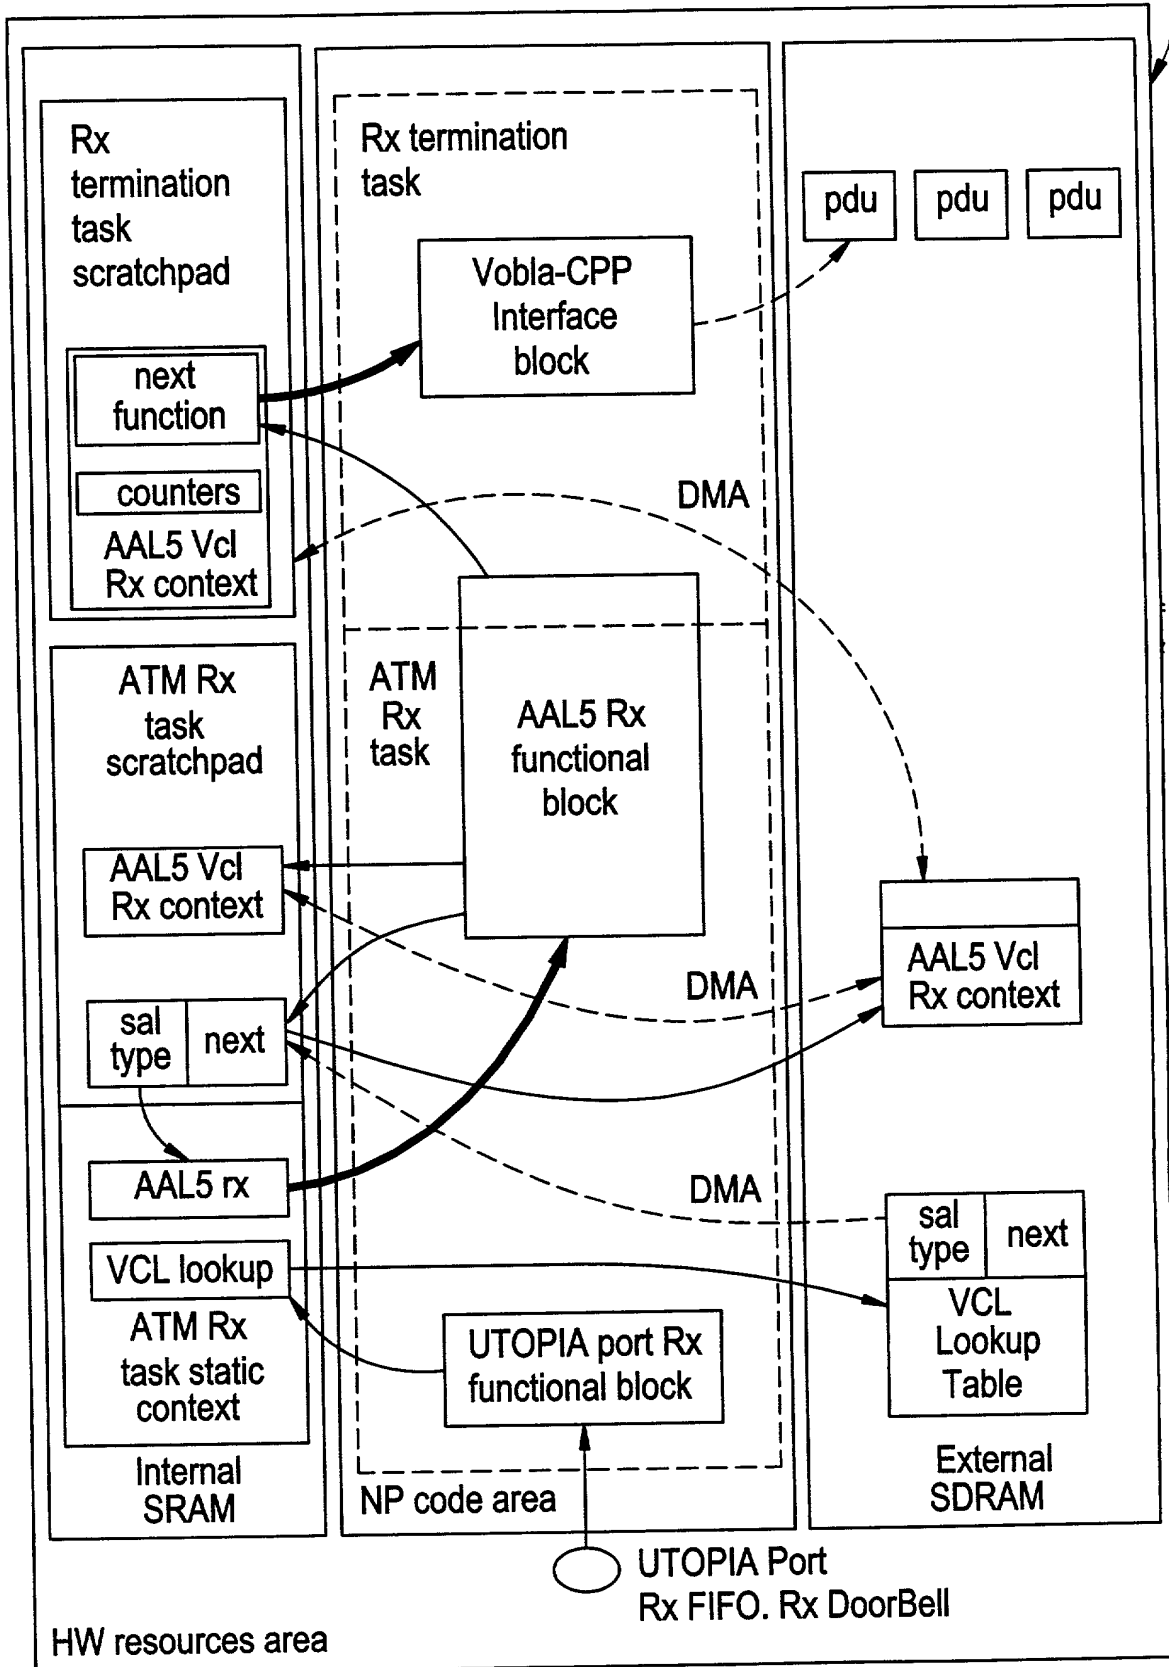 Rx
termination
task
scratchpad
next
function
counters
AAL5 Vcl
Rx context
ATM Rx
task
scratchpad
AAL5 Vcl
Rx context
sal
type
next
AAL5 rx
VCL lookup
ATM Rx
task static
context
Internal
SRAM
Rx termination
task
Vobla-CPP
Interface
block
DMA
ATM
Rx
task
AAL5 Rx
functional
block
DMA
DMA
UTOPIA port Rx
functional block
NP code area
pdu
pdu
pdu
AAL5 Vcl
Rx context
sal
type
next
VCL
Lookup
Table
External
SDRAM
UTOPIA Port
Rx FIFO. Rx DoorBell
HW resources area